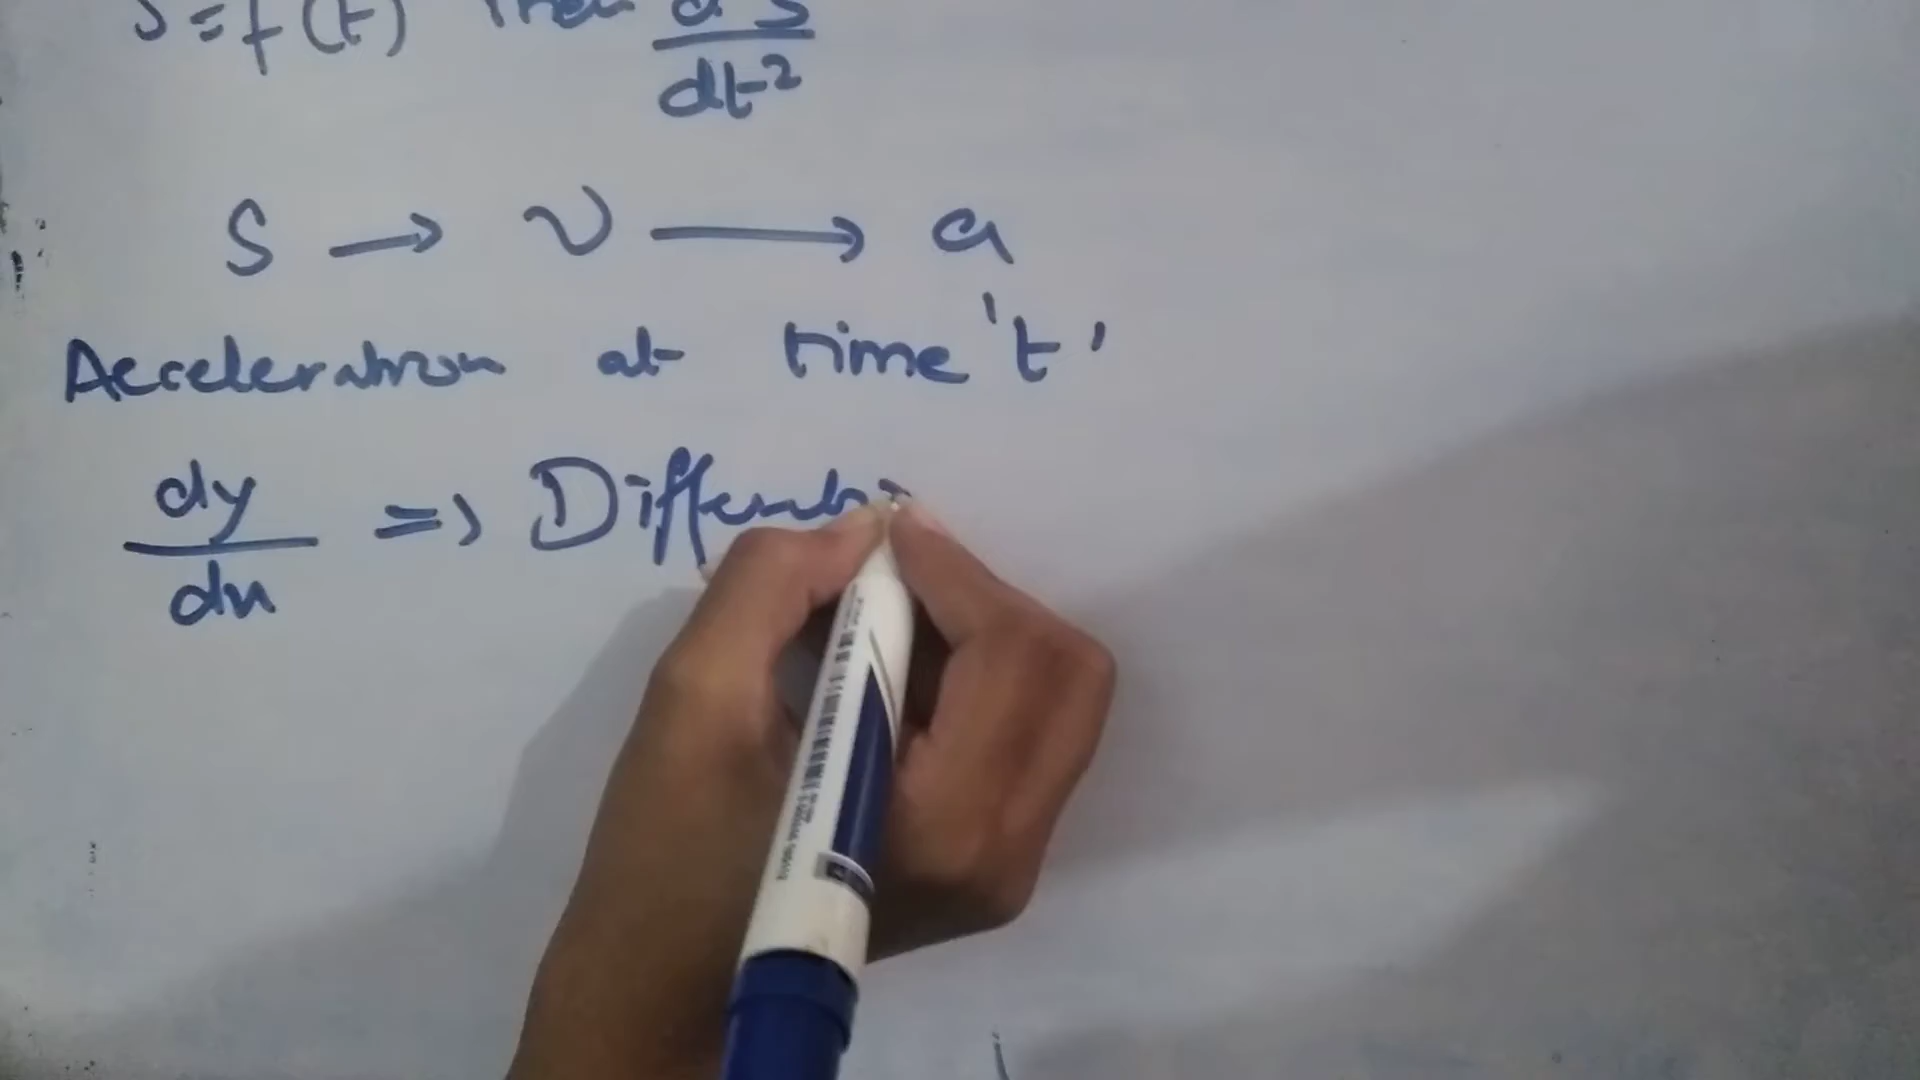 S = f(t) then d²S/dt²
S → v → a
Acceleration at time 't'
dy/dx => Differenti